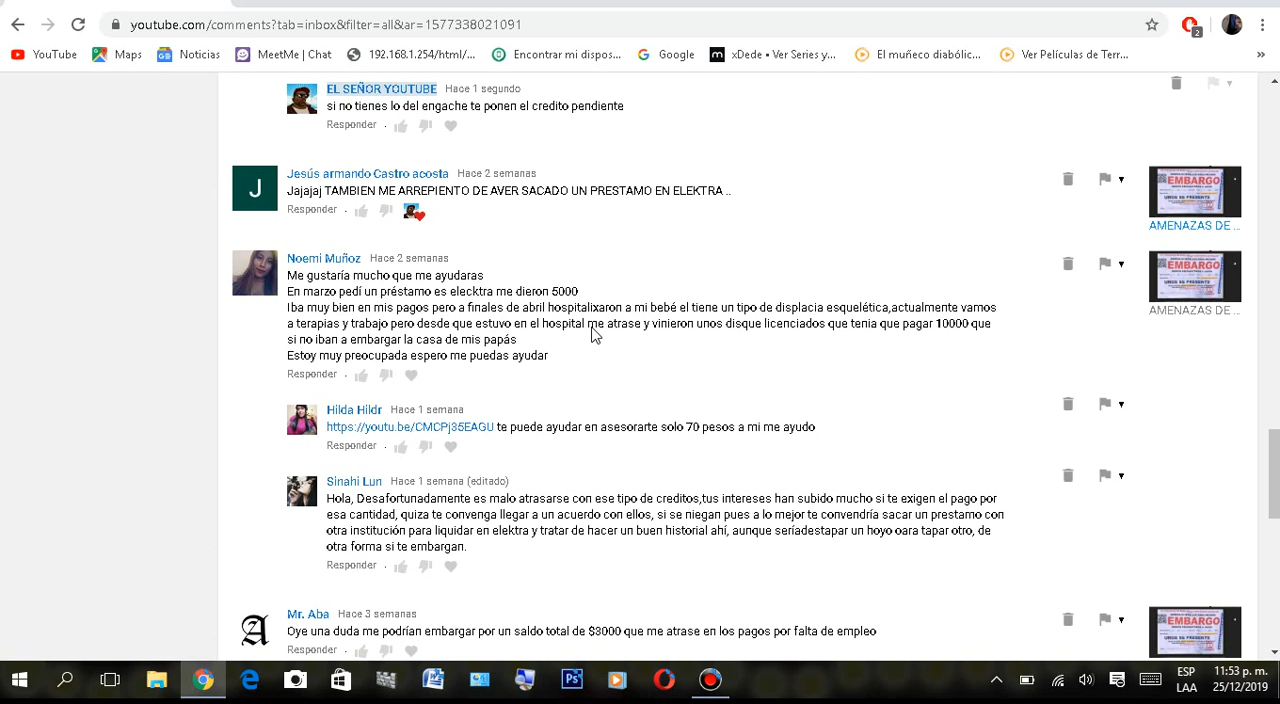 youtube.com/comments?tab=inbox&filter=all&ar=1577338021091
2
YouTube
Maps
Noticias
MeetMe | Chat
192.168.1.254/html/...
Encontrar mi dispos...
Google
xDede • Ver Series y...
El muñeco diabólic...
Ver Películas de Terr...
»
EL SEÑOR YOUTUBE Hace 1 segundo
si no tienes lo del engache te ponen el credito pendiente
Responder
Jesús armando Castro acosta Hace 2 semanas
J
Jajajaj TAMBIEN ME ARREPIENTO DE ABER SACADO UN PRESTAMO EN ELEKTRA ..
Responder
EMBARGO
AMENAZAS DE ...
Noemi Muñoz Hace 2 semanas
Me gustaría mucho que me ayudaran
En marzo pedí un préstamo es elektra me dieron 5000
Iba muy bien en mis pagos pero a finales de abril hospitalixaron a mi bebé el tiene un tipo de displacia esquelética,actualmente vamos
a terapias y trabajo pero desde que estuvo en el hospital me atrase y vinieron unos disque licenciados que tenia que pagar 10000 que
si no iban a embargar la casa de mis papás
Estoy muy preocupada espero me puedas ayudar
Responder
EMBARGO
AMENAZAS DE ...
Hilda Hildr Hace 1 semana
https://youtu.be/CMCPj35EAGU te puede ayudar en asesorarte solo 70 pesos a mi me ayudo
Responder
Sinahi Lun Hace 1 semana (editado)
Hola, Desafortunadamente es malo atrasarse con ese tipo de creditos,tus intereses han subido mucho si te exigen el pago por
esa cantidad, quiza te convenga llegar a un acuerdo con ellos, si se niegan pues a lo mejor te convendría sacar un prestamo con
otra institución para liquidar en elektra y tratar de hacer un buen historial ahí, aunque seríadestapar un hoyo oara tapar otro, de
otra forma si te embargan.
Responder
Mr. Aba Hace 3 semanas
A
Oye una duda me podrían embargar por un saldo total de $3000 que me atrase en los pagos por falta de empleo
Responder
EMBARGO
ESP
LAA
11:53 p. m.
25/12/2019